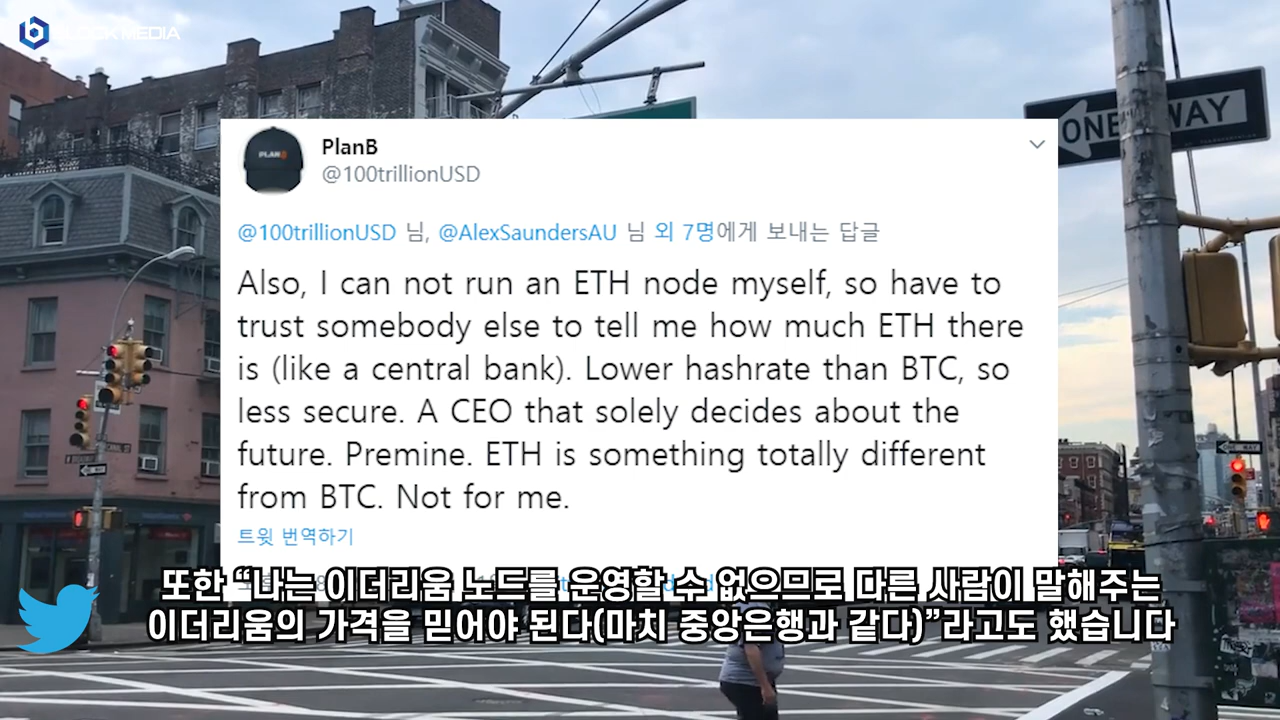 BLOCK MEDIA
ONE WAY
PlanB
@100trillionUSD
@100trillionUSD 님, @AlexSaundersAU 님 외 7명에게 보내는 답글
Also, I can not run an ETH node myself, so have to
trust somebody else to tell me how much ETH there
is (like a central bank). Lower hashrate than BTC, so
less secure. A CEO that solely decides about the
future. Premine. ETH is something totally different
from BTC. Not for me.
트윗 번역하기
또한 “나는 이더리움 노드를 운영할 수 없으므로 다른 사람이 말해주는
이더리움의 가격을 믿어야 된다(마치 중앙은행과 같다)”라고도 했습니다